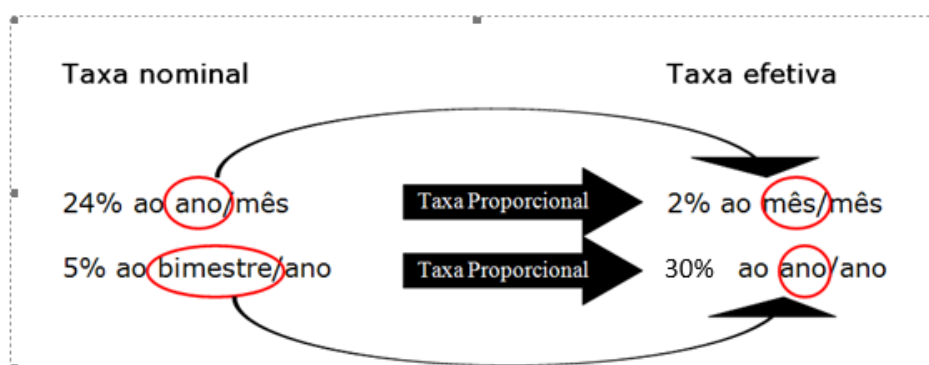 Taxa nominal Taxa efetiva
24% ao ano/mês Taxa Proporcional 2% ao mês/mês
5% ao bimestre/ano Taxa Proporcional 30% ao ano/ano